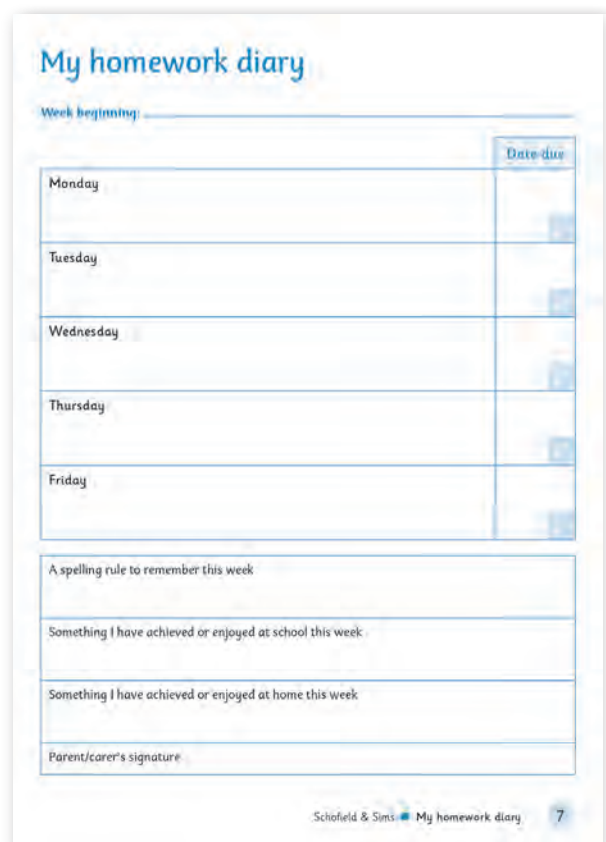 My homework diary
Week beginning:
Date due
Monday
Tuesday
Wednesday
Thursday
Friday
A spelling rule to remember this week
Something I have achieved or enjoyed at school this week
Something I have achieved or enjoyed at home this week
Parent/carer's signature
Schofield & Sims My homework diary 7